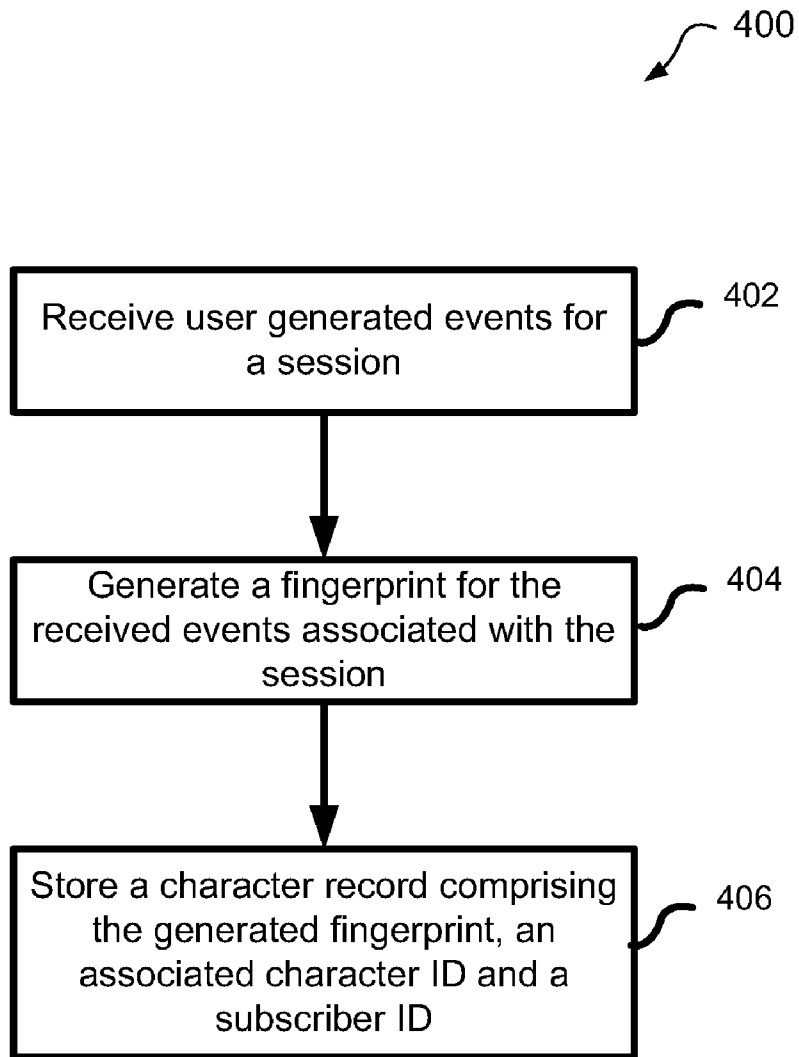 400
Receive user generated events for
a session
402
Generate a fingerprint for the
received events associated with the
session
404
Store a character record comprising
the generated fingerprint, an
associated character ID and a
subscriber ID
406